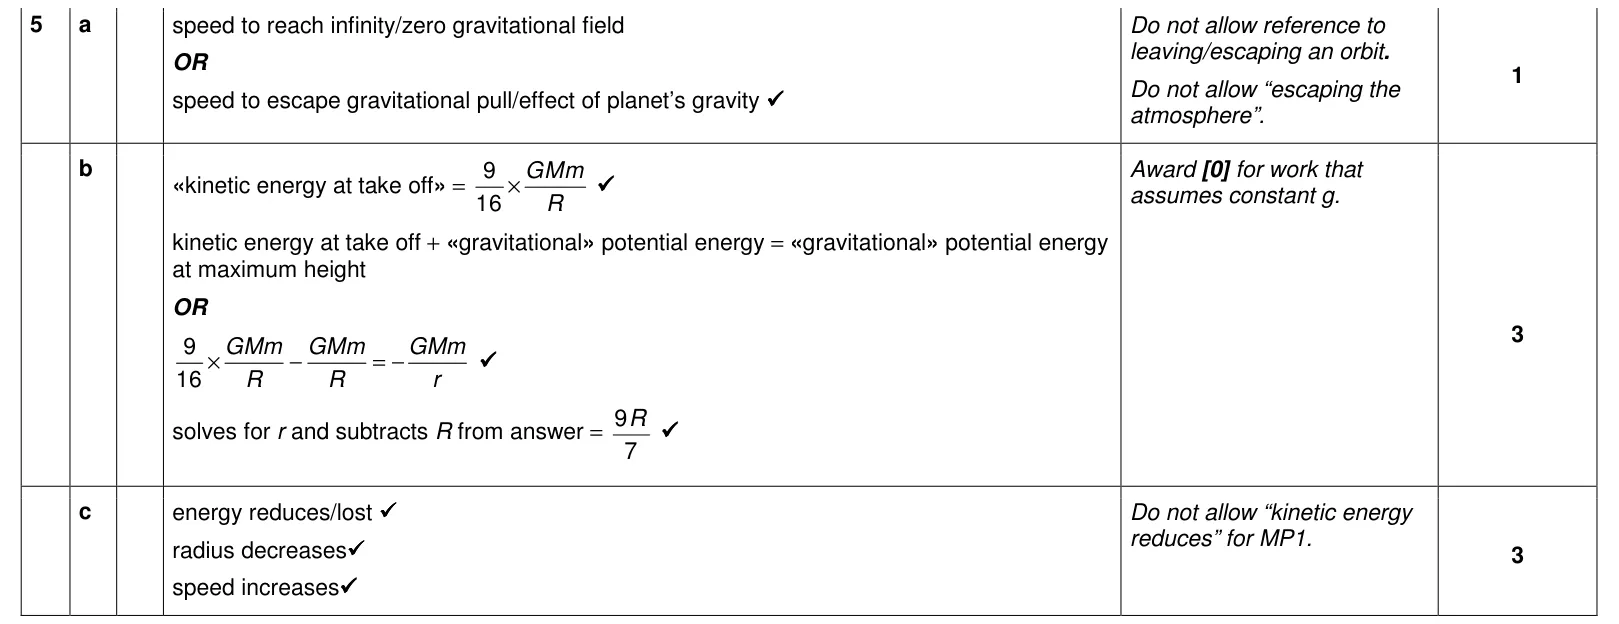 5 a speed to reach infinity/zero gravitational field Do not allow reference to
leaving/escaping an orbit.
OR
speed to escape gravitational pull/effect of planet's gravity ✓ Do not allow “escaping the
atmosphere”.
1
b «kinetic energy at take off» = 9/16 × GMm/R ✓ Award [0] for work that
assumes constant g.
kinetic energy at take off + «gravitational» potential energy = «gravitational» potential energy
at maximum height
OR
3
9/16 × GMm/R − GMm/R = − GMm/r ✓
solves for r and subtracts R from answer = 9R/7 ✓
c energy reduces/lost ✓ Do not allow “kinetic energy
reduces” for MP1.
radius decreases✓
3
speed increases✓